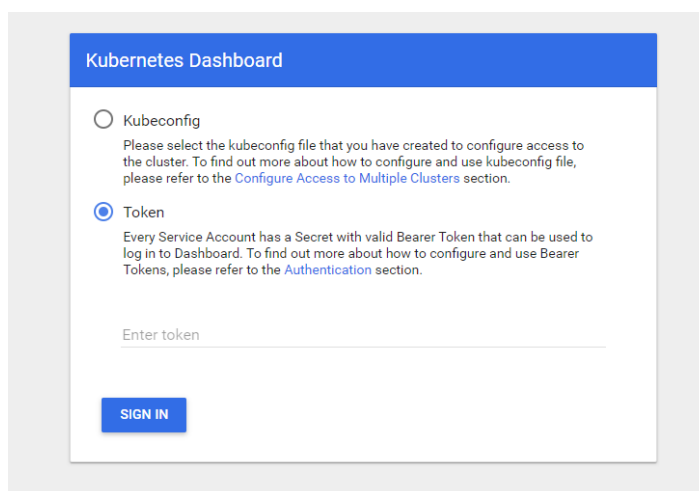 Kubernetes Dashboard
Kubeconfig
Please select the kubeconfig file that you have created to configure access to
the cluster. To find out more about how to configure and use kubeconfig file,
please refer to the Configure Access to Multiple Clusters section.
Token
Every Service Account has a Secret with valid Bearer Token that can be used to
log in to Dashboard. To find out more about how to configure and use Bearer
Tokens, please refer to the Authentication section.
Enter token
SIGN IN